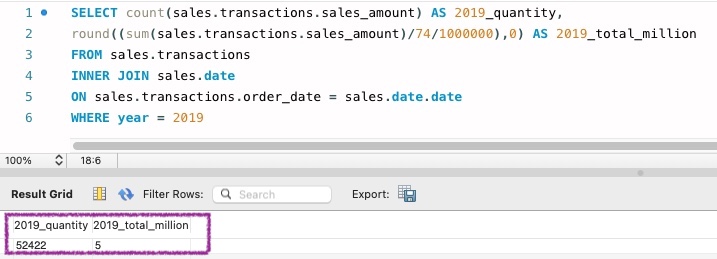 1 SELECT count(sales.transactions.sales_amount) AS 2019_quantity,
2 round((sum(sales.transactions.sales_amount)/74/1000000),0) AS 2019_total_million
3 FROM sales.transactions
4 INNER JOIN sales.date
5 ON sales.transactions.order_date = sales.date.date
6 WHERE year = 2019
100% 18:6
Result Grid Filter Rows: Search Export:
2019_quantity 2019_total_million
52422 5